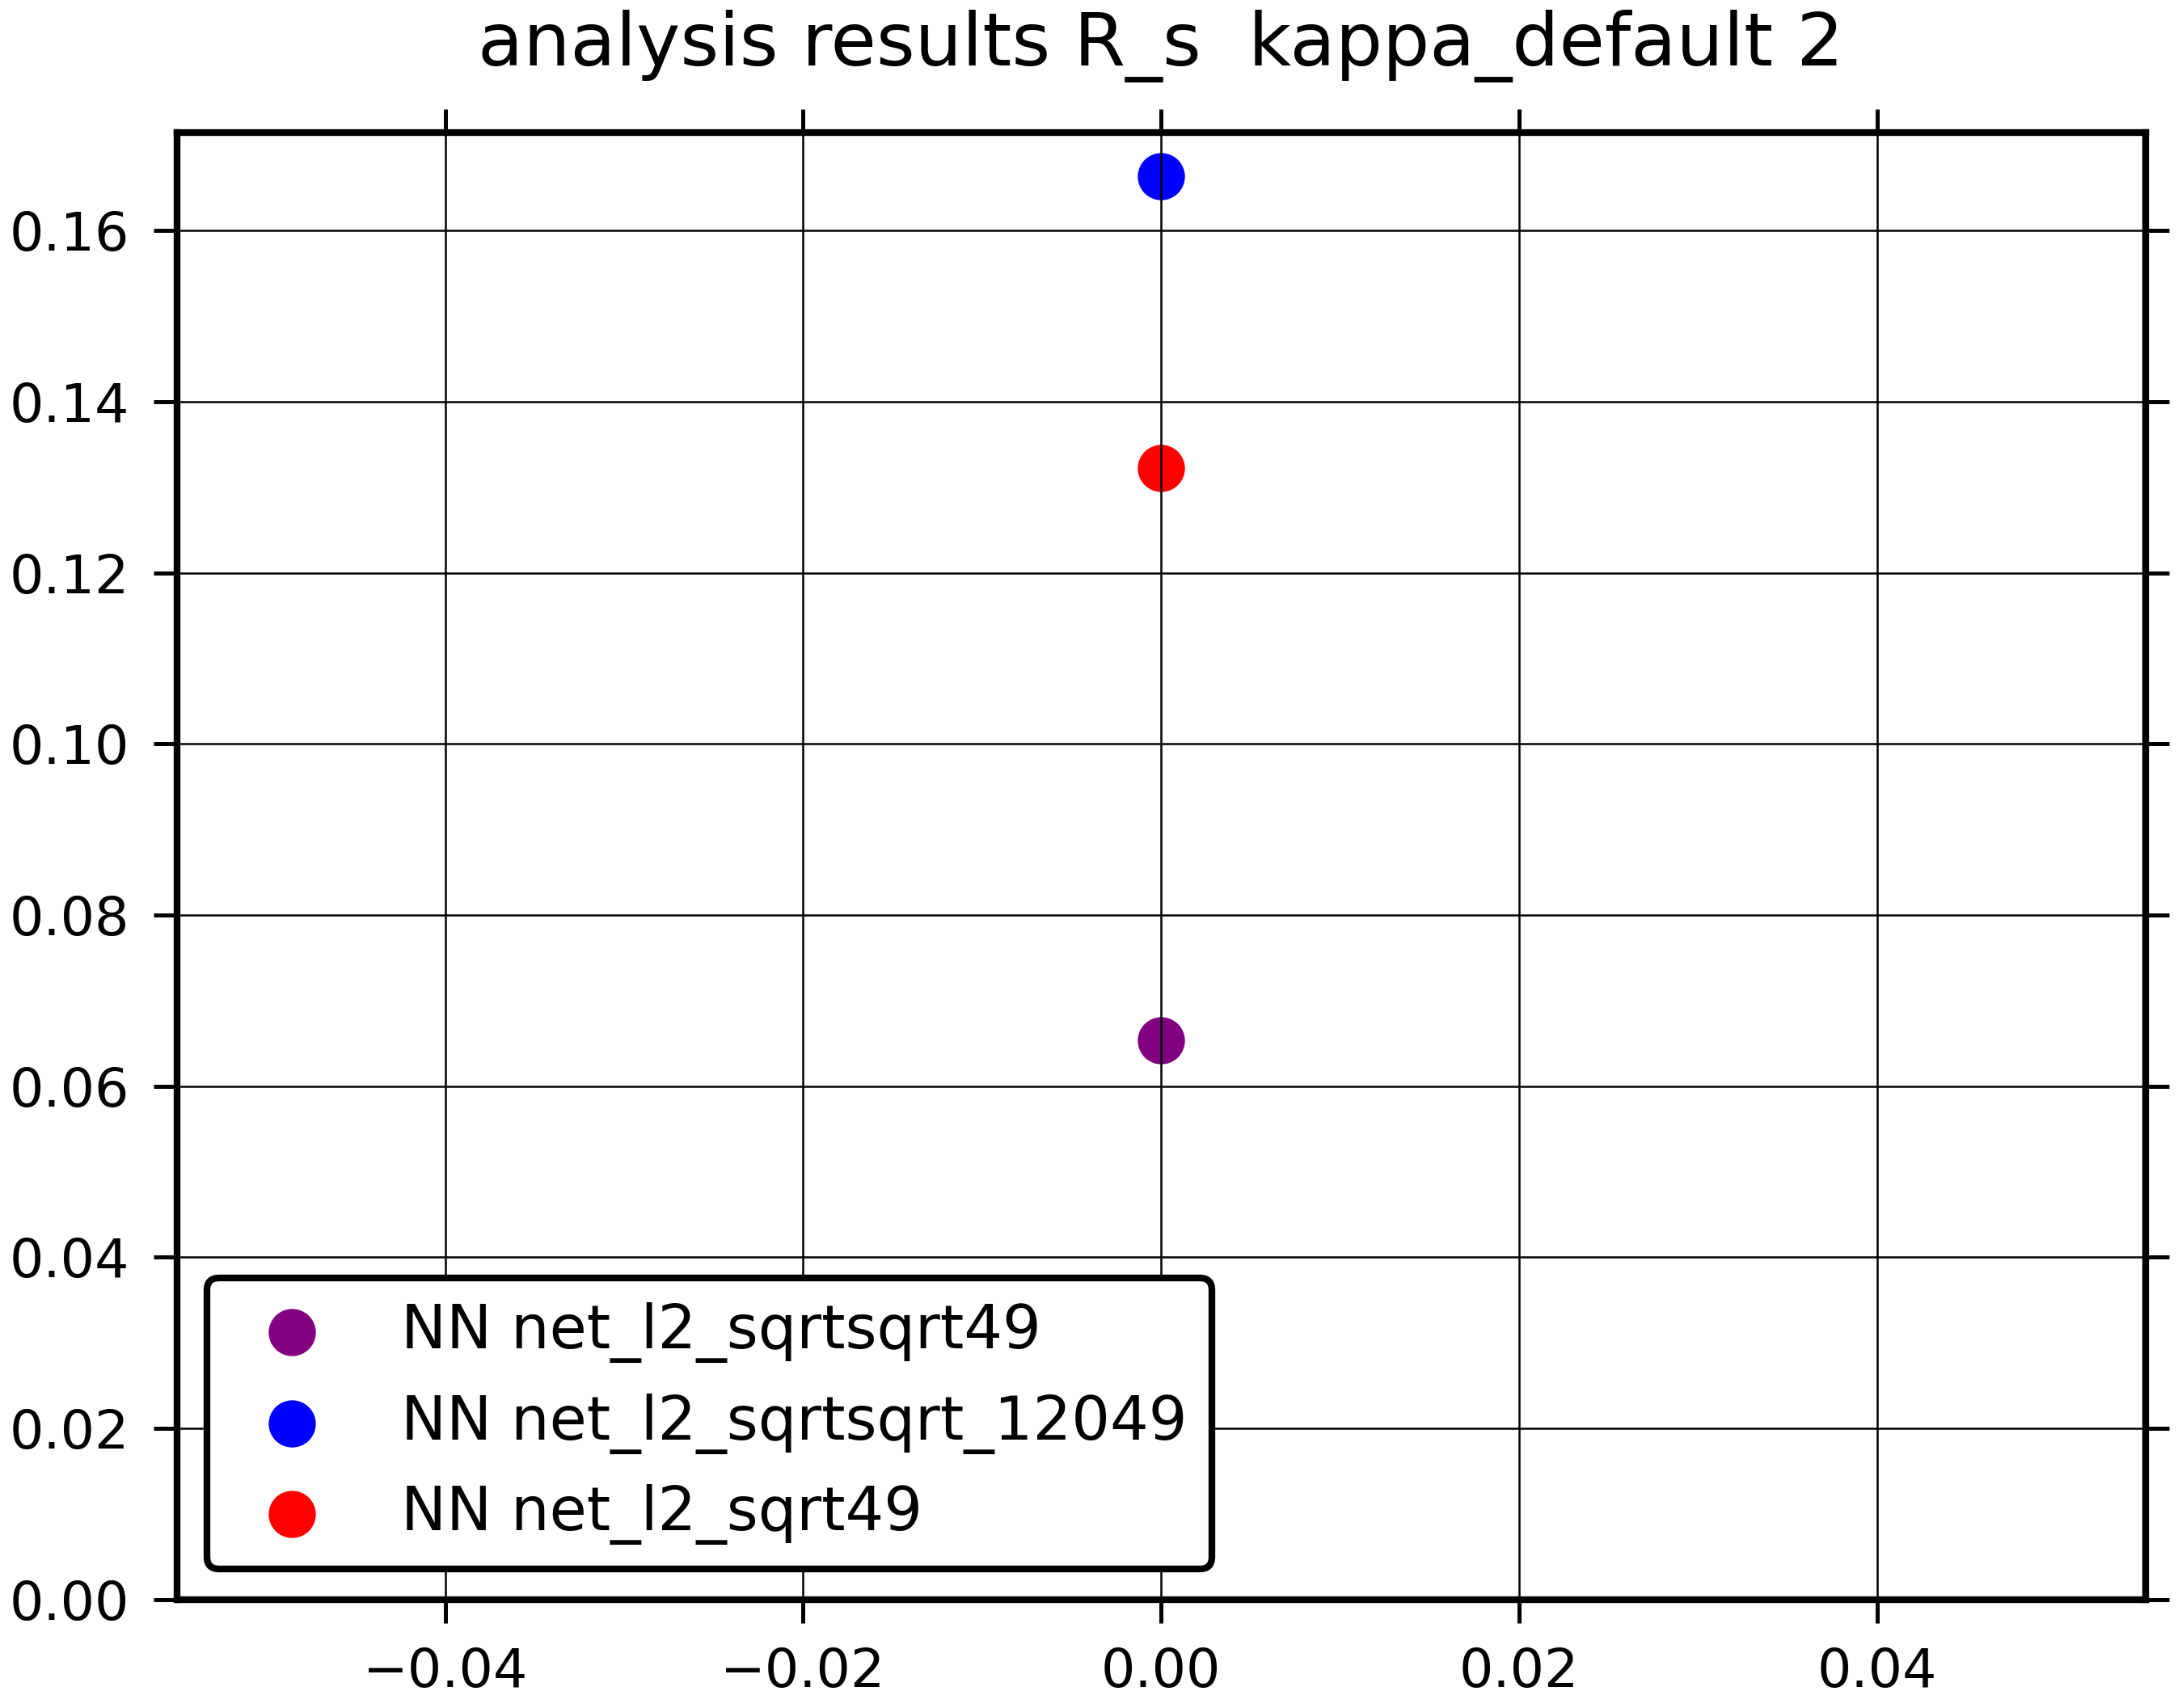 analysis results R_s  kappa_default 2
0.16
0.14
0.12
0.10
0.08
0.06
0.04
0.02
0.00
NN net_l2_sqrtsqrt49
NN net_l2_sqrtsqrt_12049
NN net_l2_sqrt49
−0.04 −0.02 0.00 0.02 0.04